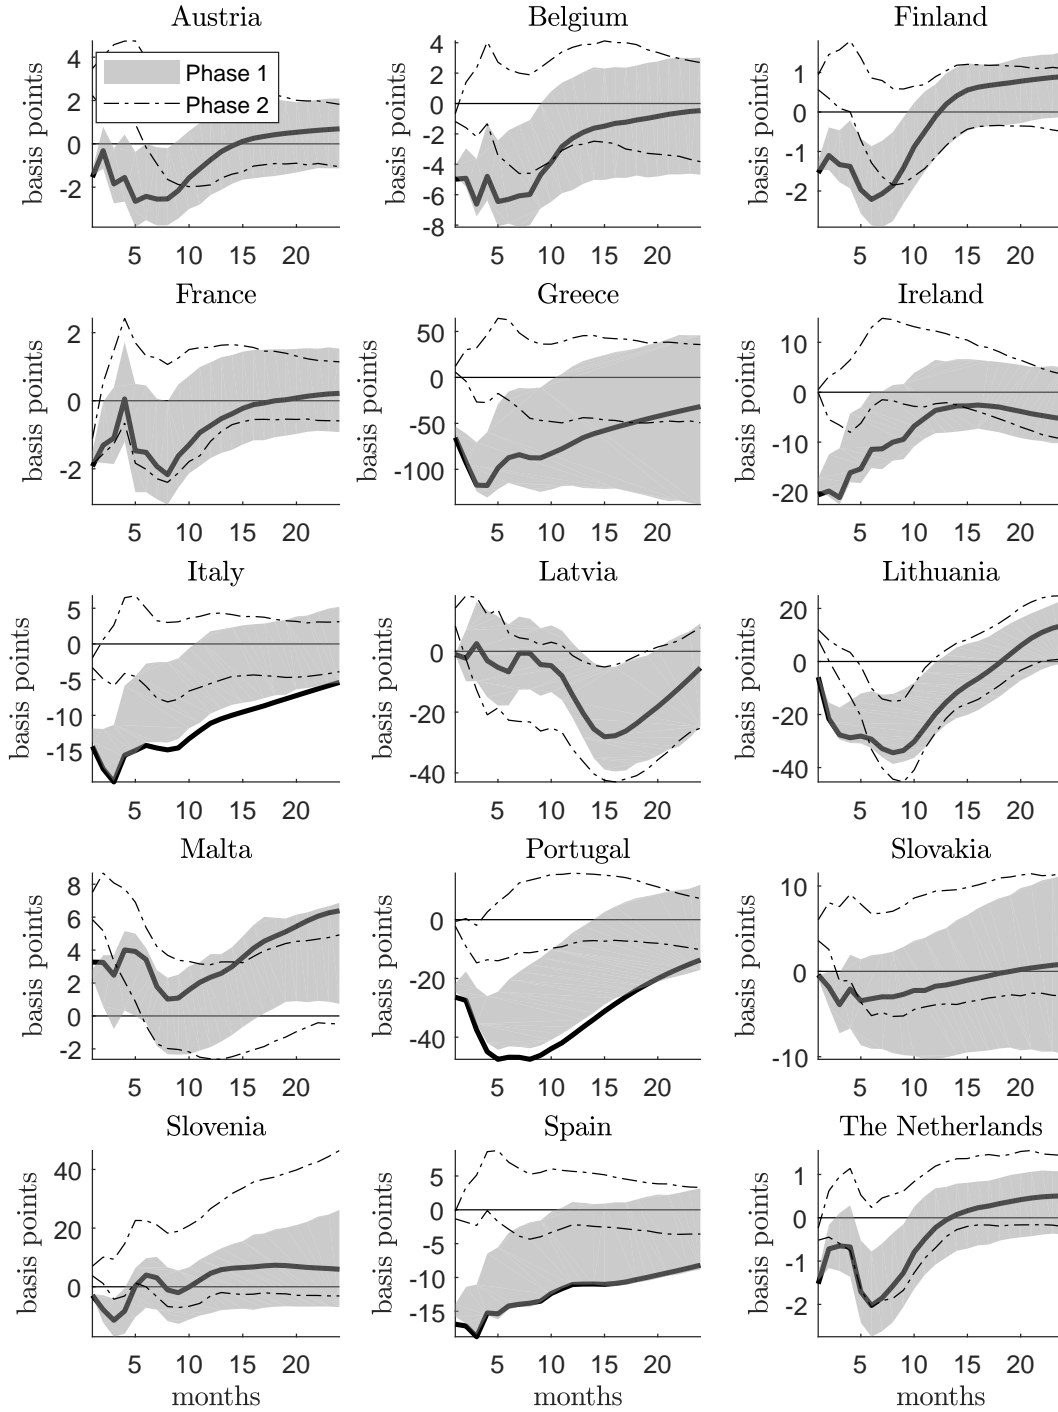 Austria
Belgium
Finland
basis points
4
2
0
-2
Phase 1
Phase 2
5 10 15 20
basis points
4
2
0
-2
-4
-6
-8
5 10 15 20
basis points
1
0
-1
-2
5 10 15 20
France
Greece
Ireland
basis points
2
0
-2
5 10 15 20
basis points
50
0
-50
-100
5 10 15 20
basis points
10
0
-10
-20
5 10 15 20
Italy
Latvia
Lithuania
basis points
5
0
-5
-10
-15
5 10 15 20
basis points
0
-20
-40
5 10 15 20
basis points
20
0
-20
-40
5 10 15 20
Malta
Portugal
Slovakia
basis points
8
6
4
2
0
-2
5 10 15 20
basis points
0
-20
-40
5 10 15 20
basis points
10
0
-10
5 10 15 20
Slovenia
Spain
The Netherlands
basis points
40
20
0
5 10 15 20
months
basis points
5
0
-5
-10
-15
5 10 15 20
months
basis points
1
0
-1
-2
5 10 15 20
months